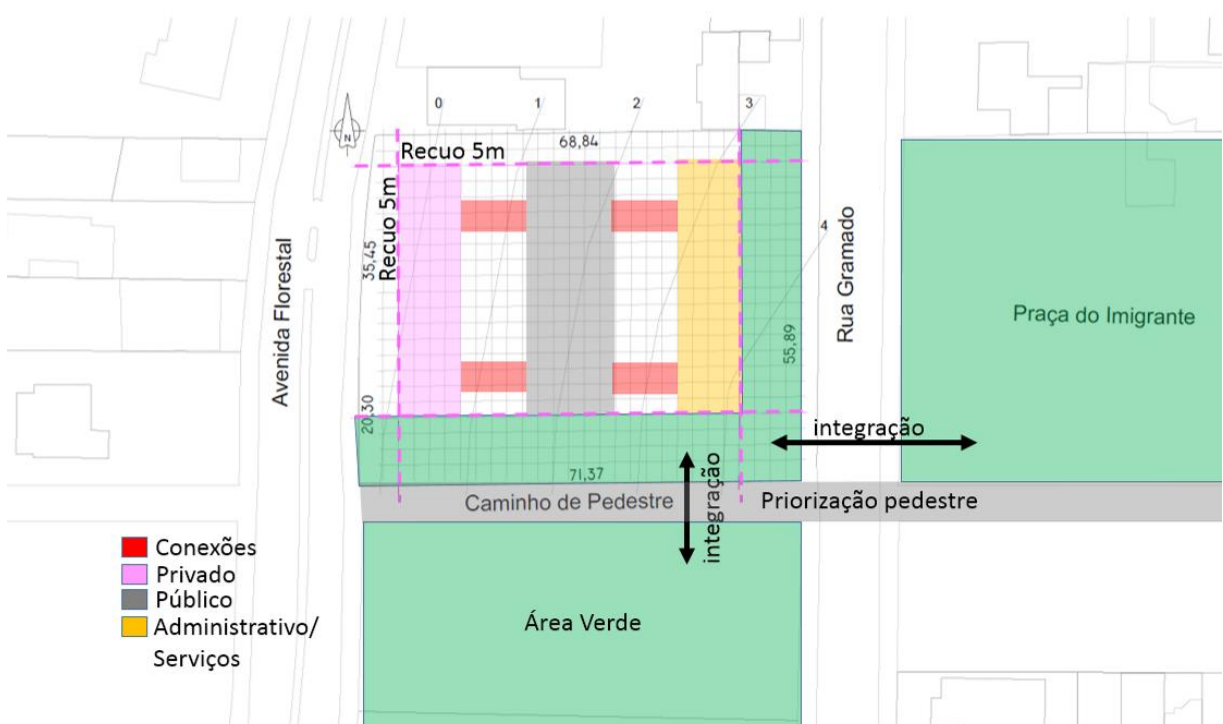 0
1
2
3
68,84
N
Recuo 5m
Recuo 5m
35,45
Avenida Florestal
4
Rua Gramado
Praça do Imigrante
55,89
20,30
integração
71,37
integração
Caminho de Pedestre
Priorização pedestre
Conexões
Privado
Público
Administrativo/
Serviços
Área Verde